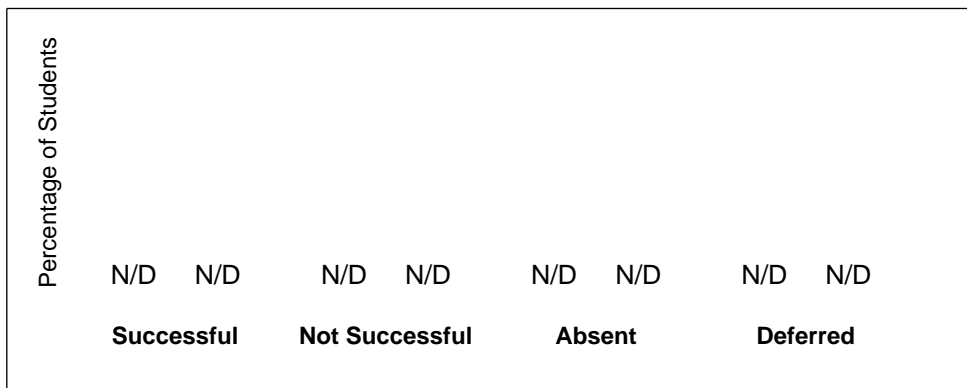 Percentage of Students
N/D N/D N/D N/D N/D N/D N/D N/D
Successful Not Successful Absent Deferred